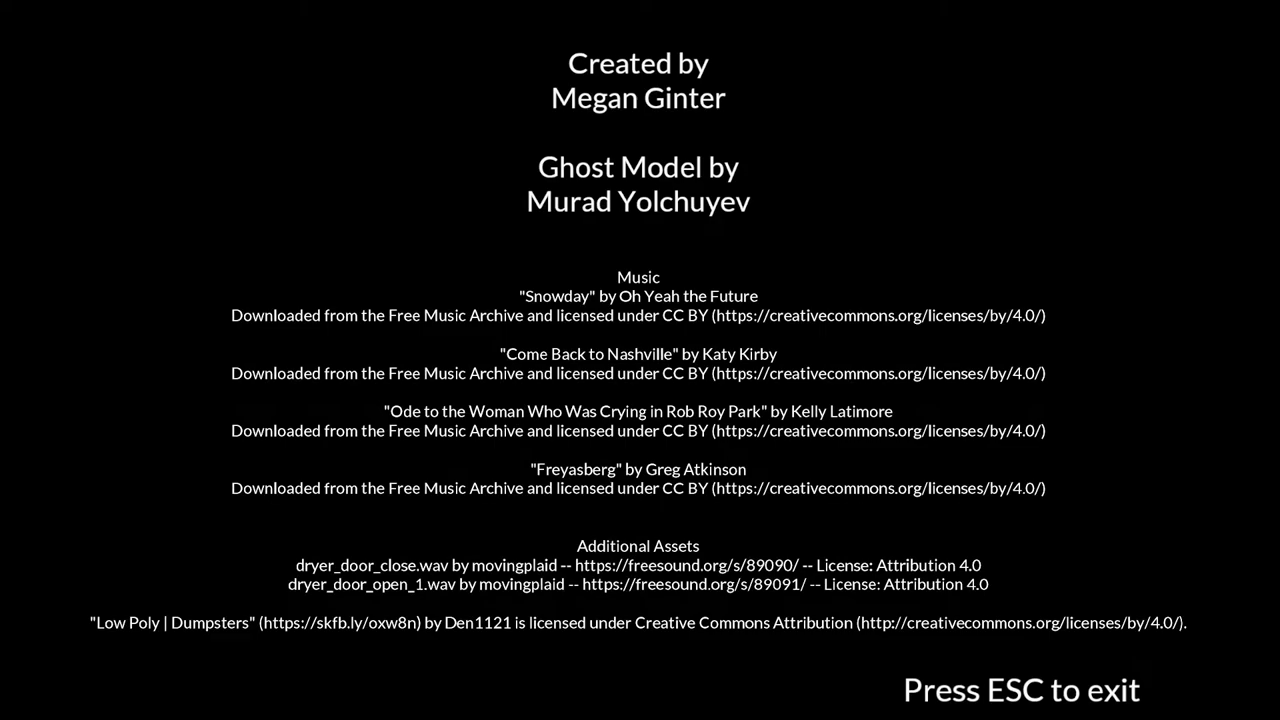 Created by
Megan Ginter
Ghost Model by
Murad Yolchuyev
Music
"Snowday" by Oh Yeah the Future
Downloaded from the Free Music Archive and licensed under CC BY (https://creativecommons.org/licenses/by/4.0/)
"Come Back to Nashville" by Katy Kirby
Downloaded from the Free Music Archive and licensed under CC BY (https://creativecommons.org/licenses/by/4.0/)
"Ode to the Woman Who Was Crying in Rob Roy Park" by Kelly Latimore
Downloaded from the Free Music Archive and licensed under CC BY (https://creativecommons.org/licenses/by/4.0/)
"Freyasberg" by Greg Atkinson
Downloaded from the Free Music Archive and licensed under CC BY (https://creativecommons.org/licenses/by/4.0/)
Additional Assets
dryer_door_close.wav by movingplaid -- https://freesound.org/s/89090/ -- License: Attribution 4.0
dryer_door_open_1.wav by movingplaid -- https://freesound.org/s/89091/ -- License: Attribution 4.0
"Low Poly | Dumpsters" (https://skfb.ly/oxw8n) by Den1121 is licensed under Creative Commons Attribution (http://creativecommons.org/licenses/by/4.0/).
Press ESC to exit